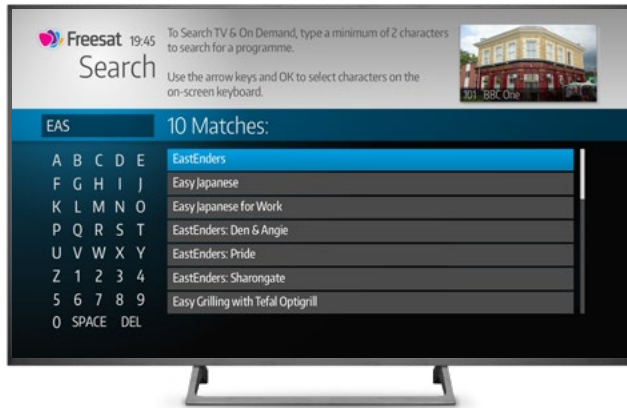 Freesat 19:45
Search
To Search TV & On Demand, type a minimum of 2 characters
to search for a programme.
Use the arrow keys and OK to select characters on the
on-screen keyboard.
101 BBC One
EAS
10 Matches:
A B C D E
F G H I J
K L M N O
P Q R S T
U V W X Y
Z 1 2 3 4
5 6 7 8 9
0 SPACE DEL
EastEnders
Easy Japanese
Easy Japanese for Work
EastEnders: Den & Angie
EastEnders: Pride
EastEnders: Sharongate
Easy Grilling with Tefal Optigrill